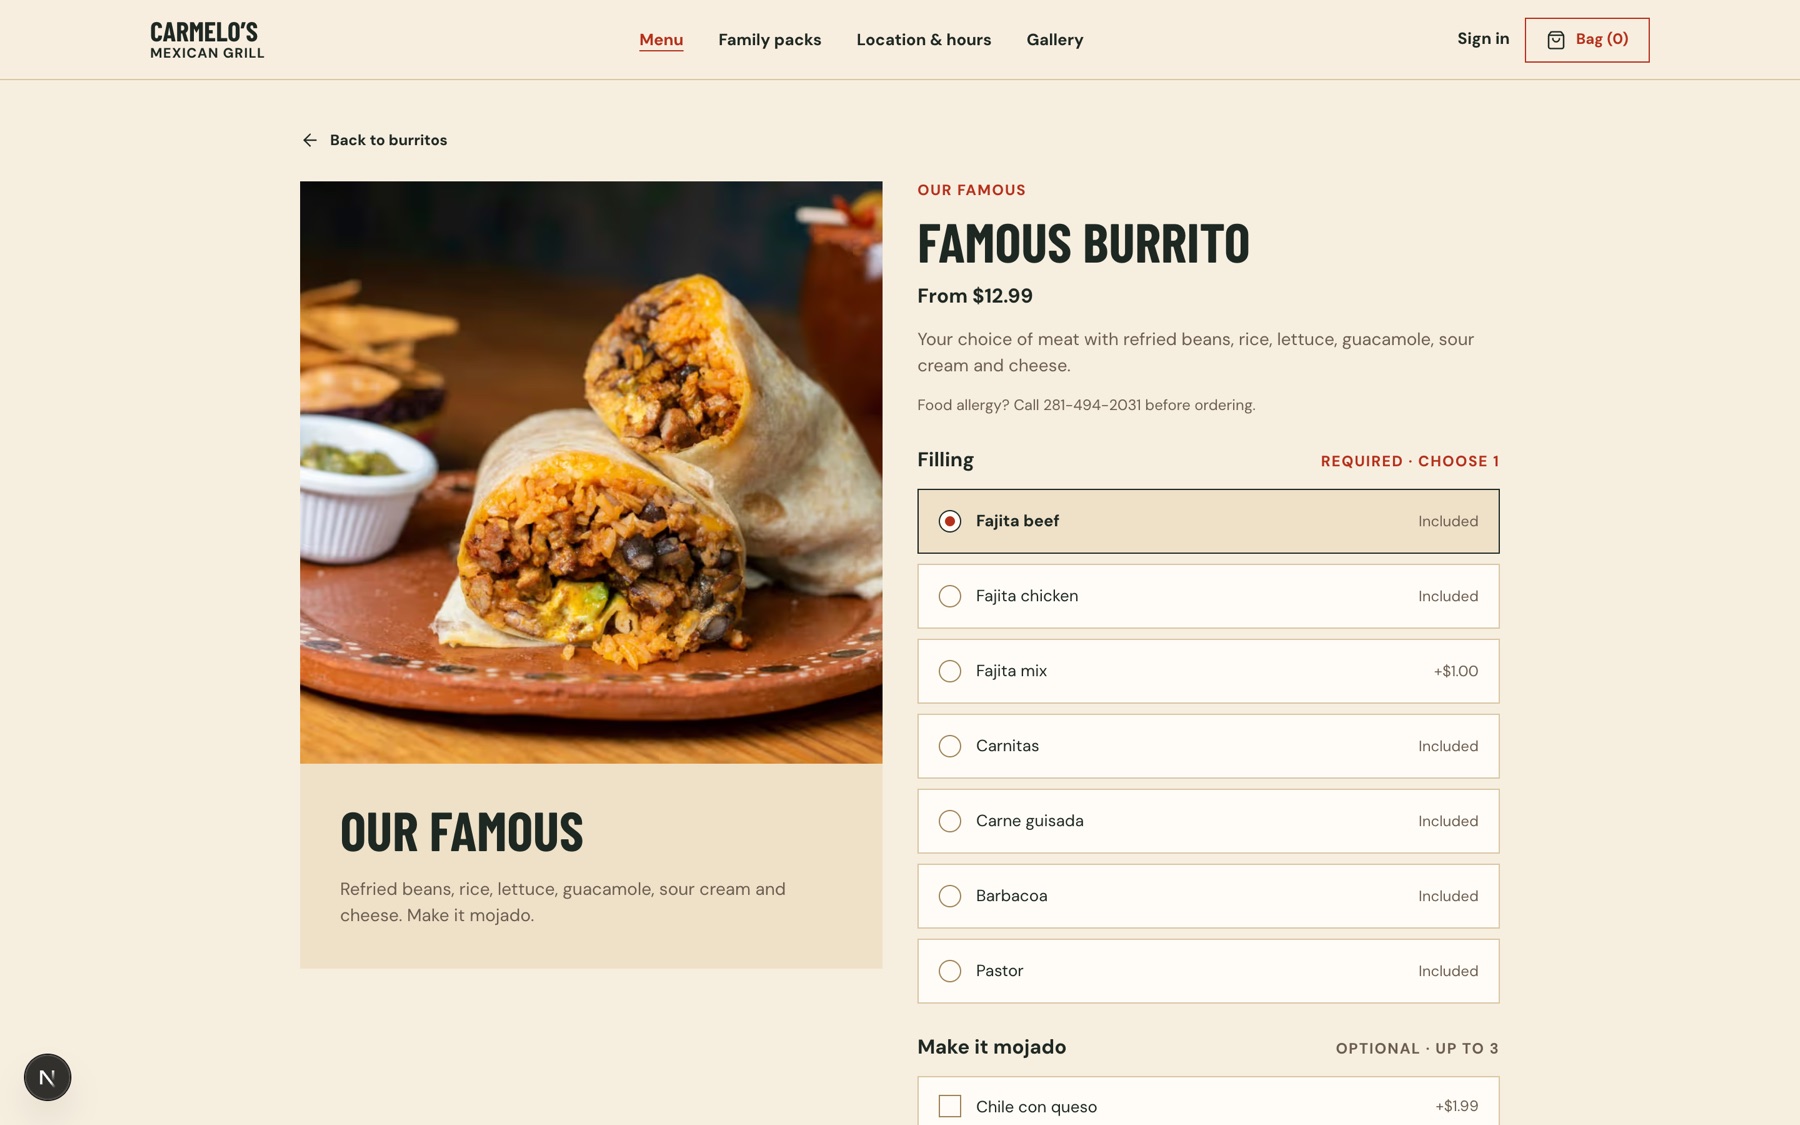 CARMELO'S
MEXICAN GRILL
Menu
Family packs
Location & hours
Gallery
Sign in
Bag (0)
Back to burritos
OUR FAMOUS
FAMOUS BURRITO
From $12.99
Your choice of meat with refried beans, rice, lettuce, guacamole, sour
cream and cheese.
Food allergy? Call 281-494-2031 before ordering.
Filling
REQUIRED · CHOOSE 1
Fajita beef
Included
Fajita chicken
Included
Fajita mix
+$1.00
Carnitas
Included
Carne guisada
Included
Barbacoa
Included
Pastor
Included
Make it mojado
OPTIONAL · UP TO 3
Chile con queso
+$1.99
OUR FAMOUS
Refried beans, rice, lettuce, guacamole, sour cream and
cheese. Make it mojado.
N